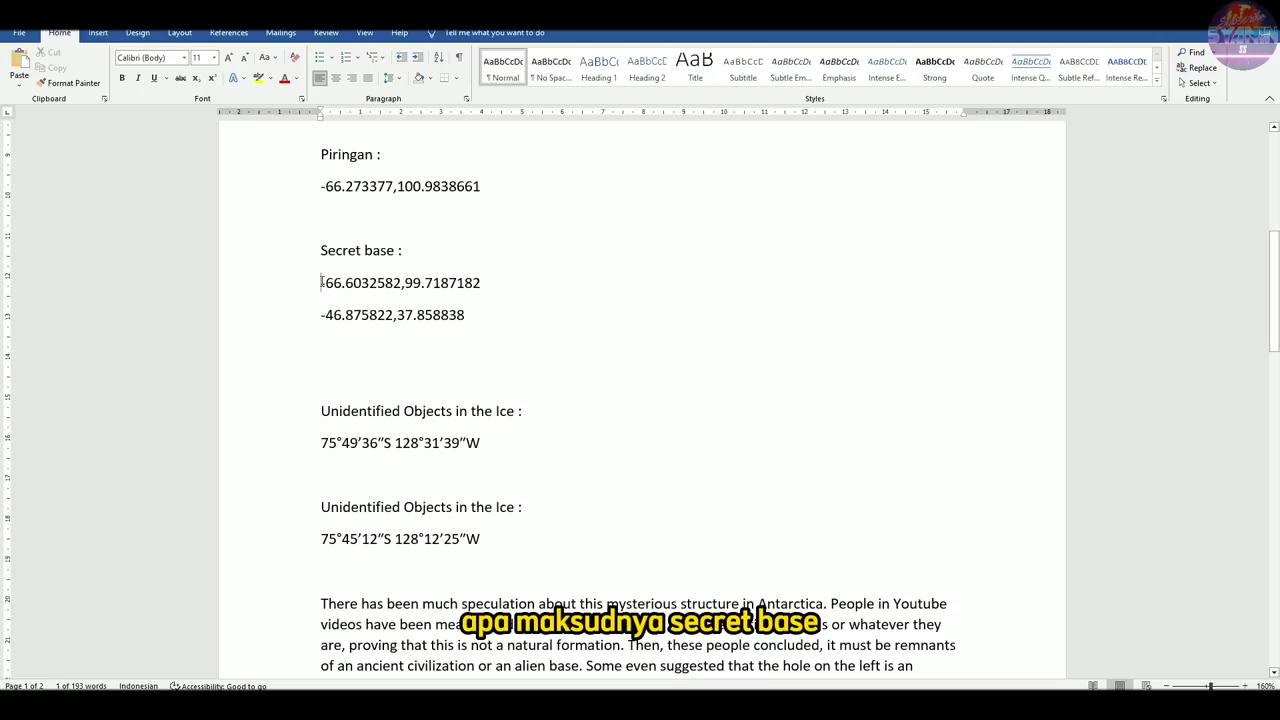 File Home Insert Design Layout References Mailings Review View Help Tell me what you want to do
Cut
Copy
Paste
Format Painter
Clipboard
Calibri (Body) 11
Font
Paragraph
AaBbCcDc AaBbCcDc AaBbCc AaBbCcD AaB AaBbCcD AaBbCcDc AaBbCcDc AaBbCcDc AaBbCcDc AaBbCcDc AaBbCcDc AaBbCcDc AaBbCcDc
¶ Normal ¶ No Spac... Heading 1 Heading 2 Title Subtitle Subtle Em... Emphasis Intense E... Strong Quote Intense Q... Subtle Ref... Intense Re...
Styles
Find
Replace
Select
Editing
Piringan :
-66.273377,100.9838661
Secret base :
-66.6032582,99.7187182
-46.875822,37.858838
Unidentified Objects in the Ice :
75°49’36”S 128°31’39”W
Unidentified Objects in the Ice :
75°45’12”S 128°12’25”W
There has been much speculation about this mysterious structure in Antarctica. People in Youtube
videos have been or whatever they
apa maksudnya secret base
are, proving that this is not a natural formation. Then, these people concluded, it must be remnants
of an ancient civilization or an alien base. Some even suggested that the hole on the left is an
Page 1 of 2 1 of 193 words Indonesian Accessibility: Good to go 160%